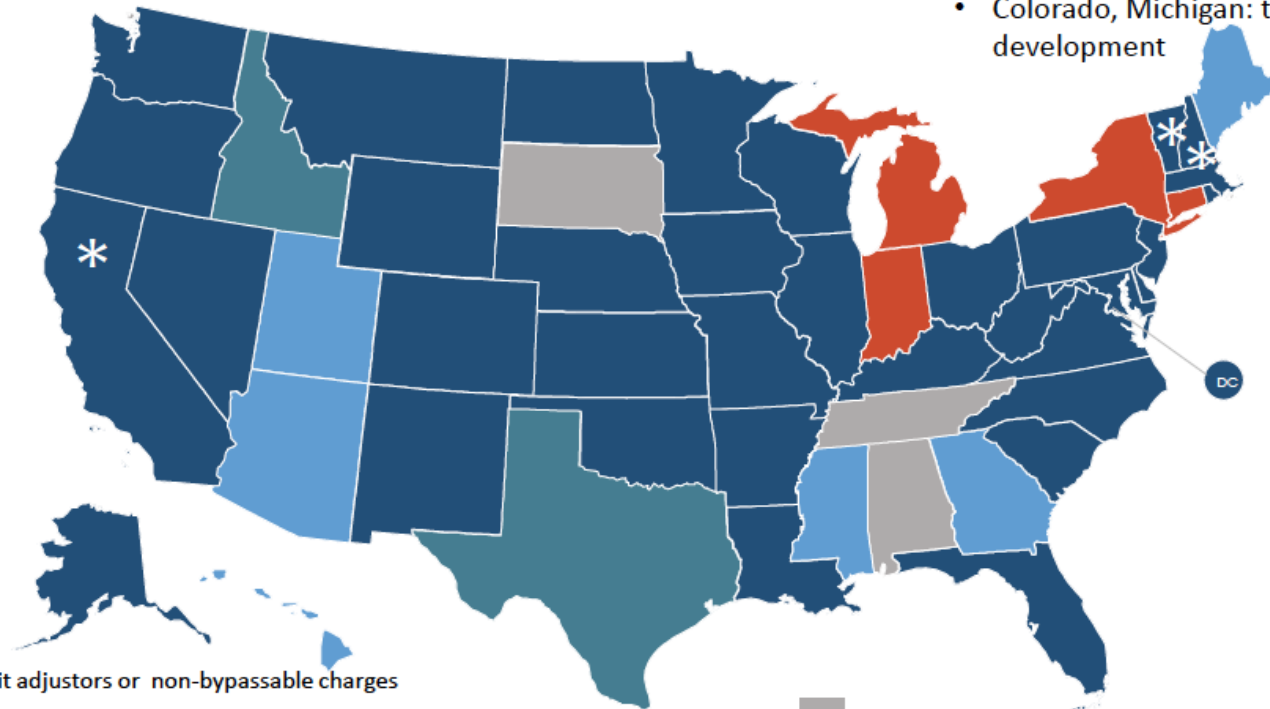 • Colorado, Michigan: t
development
*
*
*
DC
it adjustors or non-bypassable charges